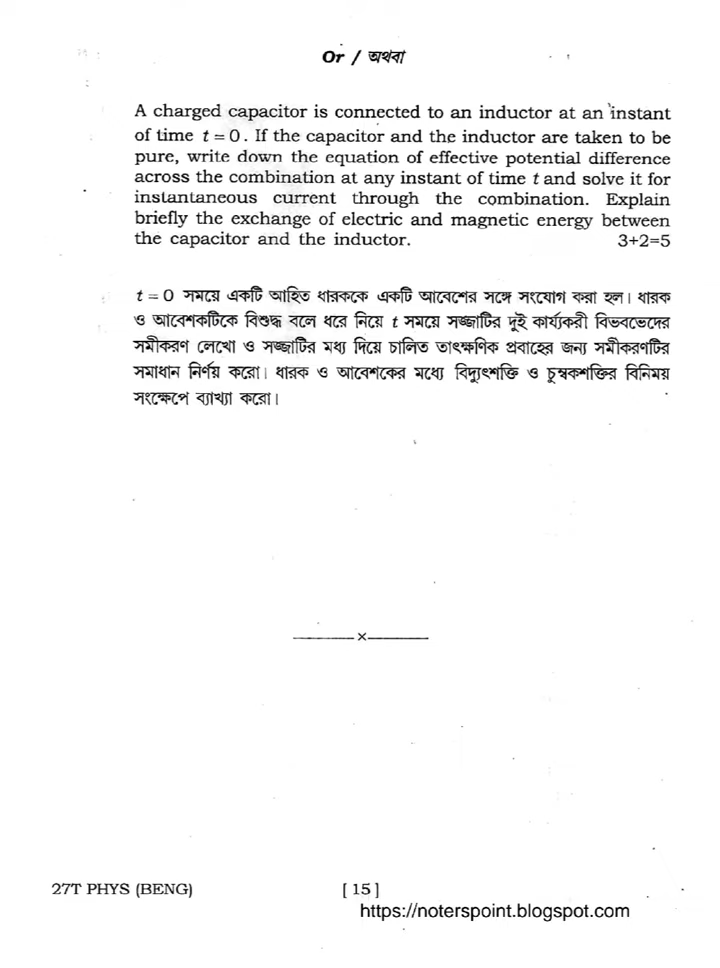 Or / অথবা
A charged capacitor is connected to an inductor at an instant
of time t = 0. If the capacitor and the inductor are taken to be
pure, write down the equation of effective potential difference
across the combination at any instant of time t and solve it for
instantaneous current through the combination. Explain
briefly the exchange of electric and magnetic energy between
the capacitor and the inductor. 3+2=5
t = 0 সময়ে একটি আহিত ধারককে একটি আবেশের সঙ্গে সংযোগ করা হল। ধারক
ও আবেশকটিকে বিশুদ্ধ বলে ধরে নিয়ে t সময়ে সজ্জাটির দুই কার্য্যকরী বিভবভেদের
সমীকরণ লেখো ও সজ্জাটির মধ্য দিয়ে চালিত তাৎক্ষণিক প্রবাহের জন্য সমীকরণটির
সমাধান নির্ণয় করো। ধারক ও আবেশকের মধ্যে বিদ্যুৎশক্তি ও চুম্বকশক্তির বিনিময়
সংক্ষেপে ব্যাখ্যা করো।
———×———
27T PHYS (BENG) [ 15 ]
https://noterspoint.blogspot.com